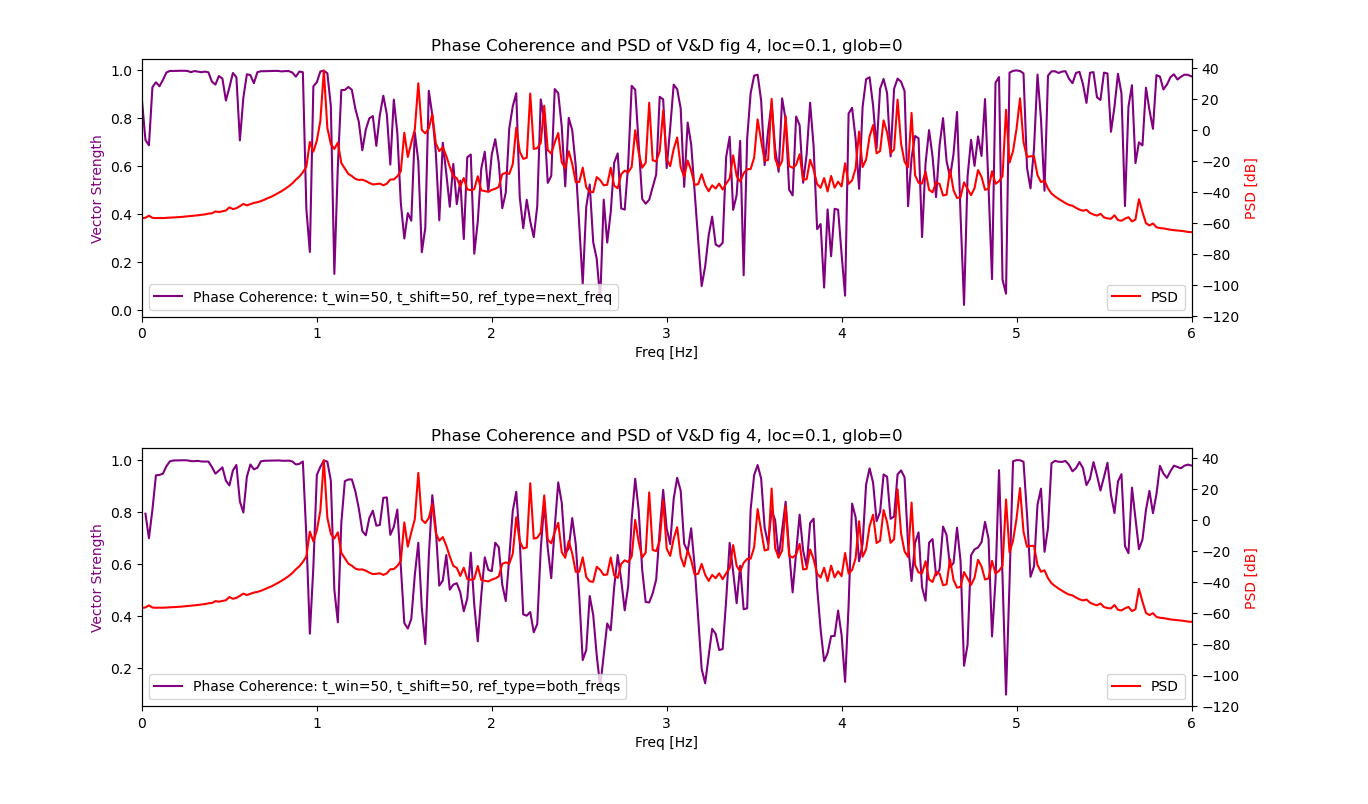 Phase Coherence and PSD of V&D fig 4, loc=0.1, glob=0
1.0
0.8
0.6
0.4
0.2
0.0
Vector Strength
40
20
0
−20
−40
−60
−80
−100
−120
PSD [dB]
Phase Coherence: t_win=50, t_shift=50, ref_type=next_freq
PSD
0 1 2 3 4 5 6
Freq [Hz]
Phase Coherence and PSD of V&D fig 4, loc=0.1, glob=0
1.0
0.8
0.6
0.4
0.2
Vector Strength
40
20
0
−20
−40
−60
−80
−100
−120
PSD [dB]
Phase Coherence: t_win=50, t_shift=50, ref_type=both_freqs
PSD
0 1 2 3 4 5 6
Freq [Hz]